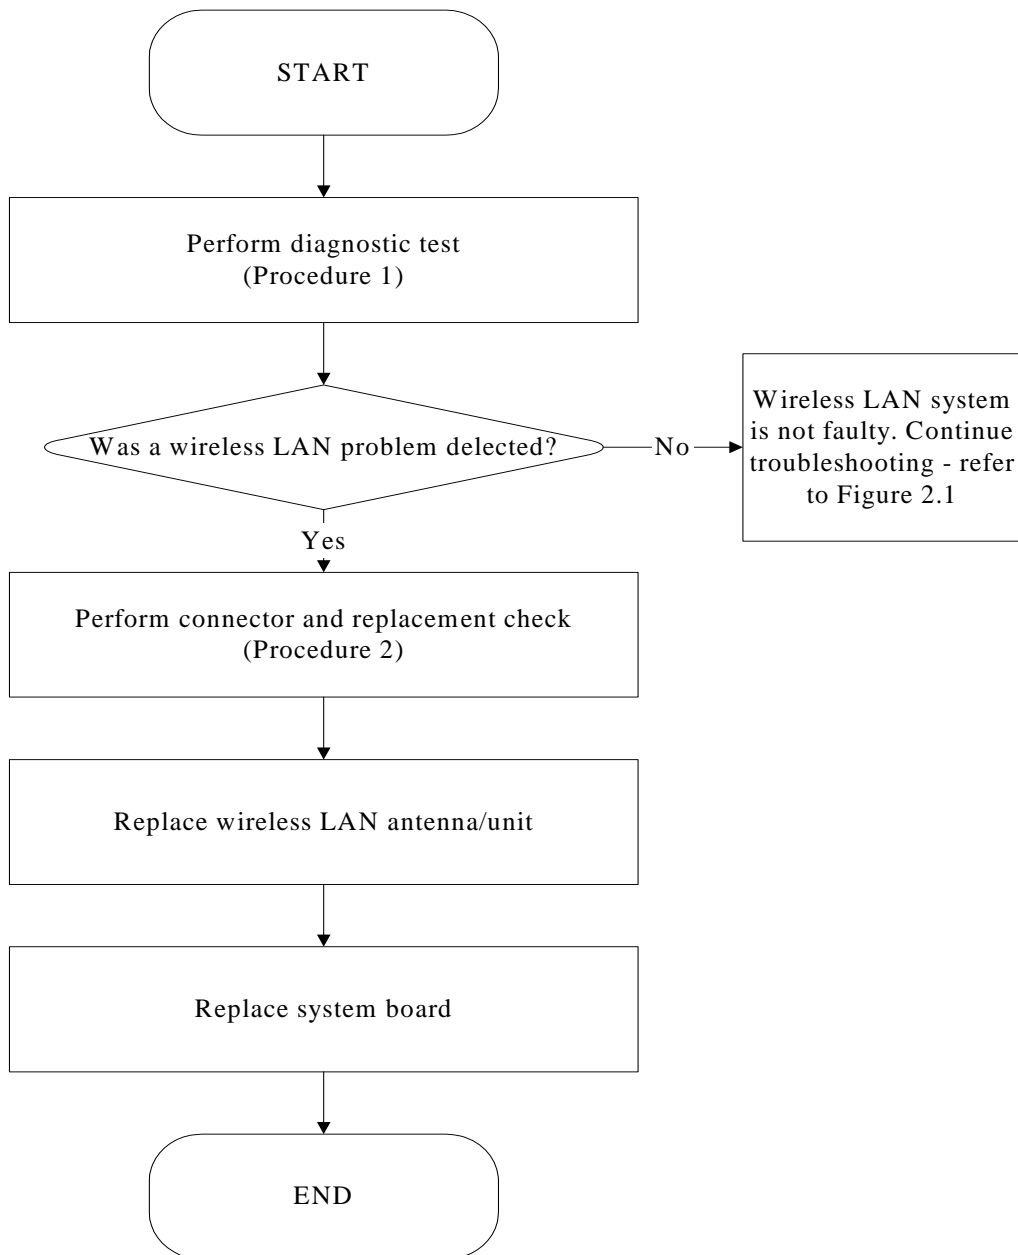 START
Perform diagnostic test
(Procedure 1)
Was a wireless LAN problem delected?
No
Wireless LAN system
is not faulty. Continue
troubleshooting - refer
to Figure 2.1
Yes
Perform connector and replacement check
(Procedure 2)
Replace wireless LAN antenna/unit
Replace system board
END